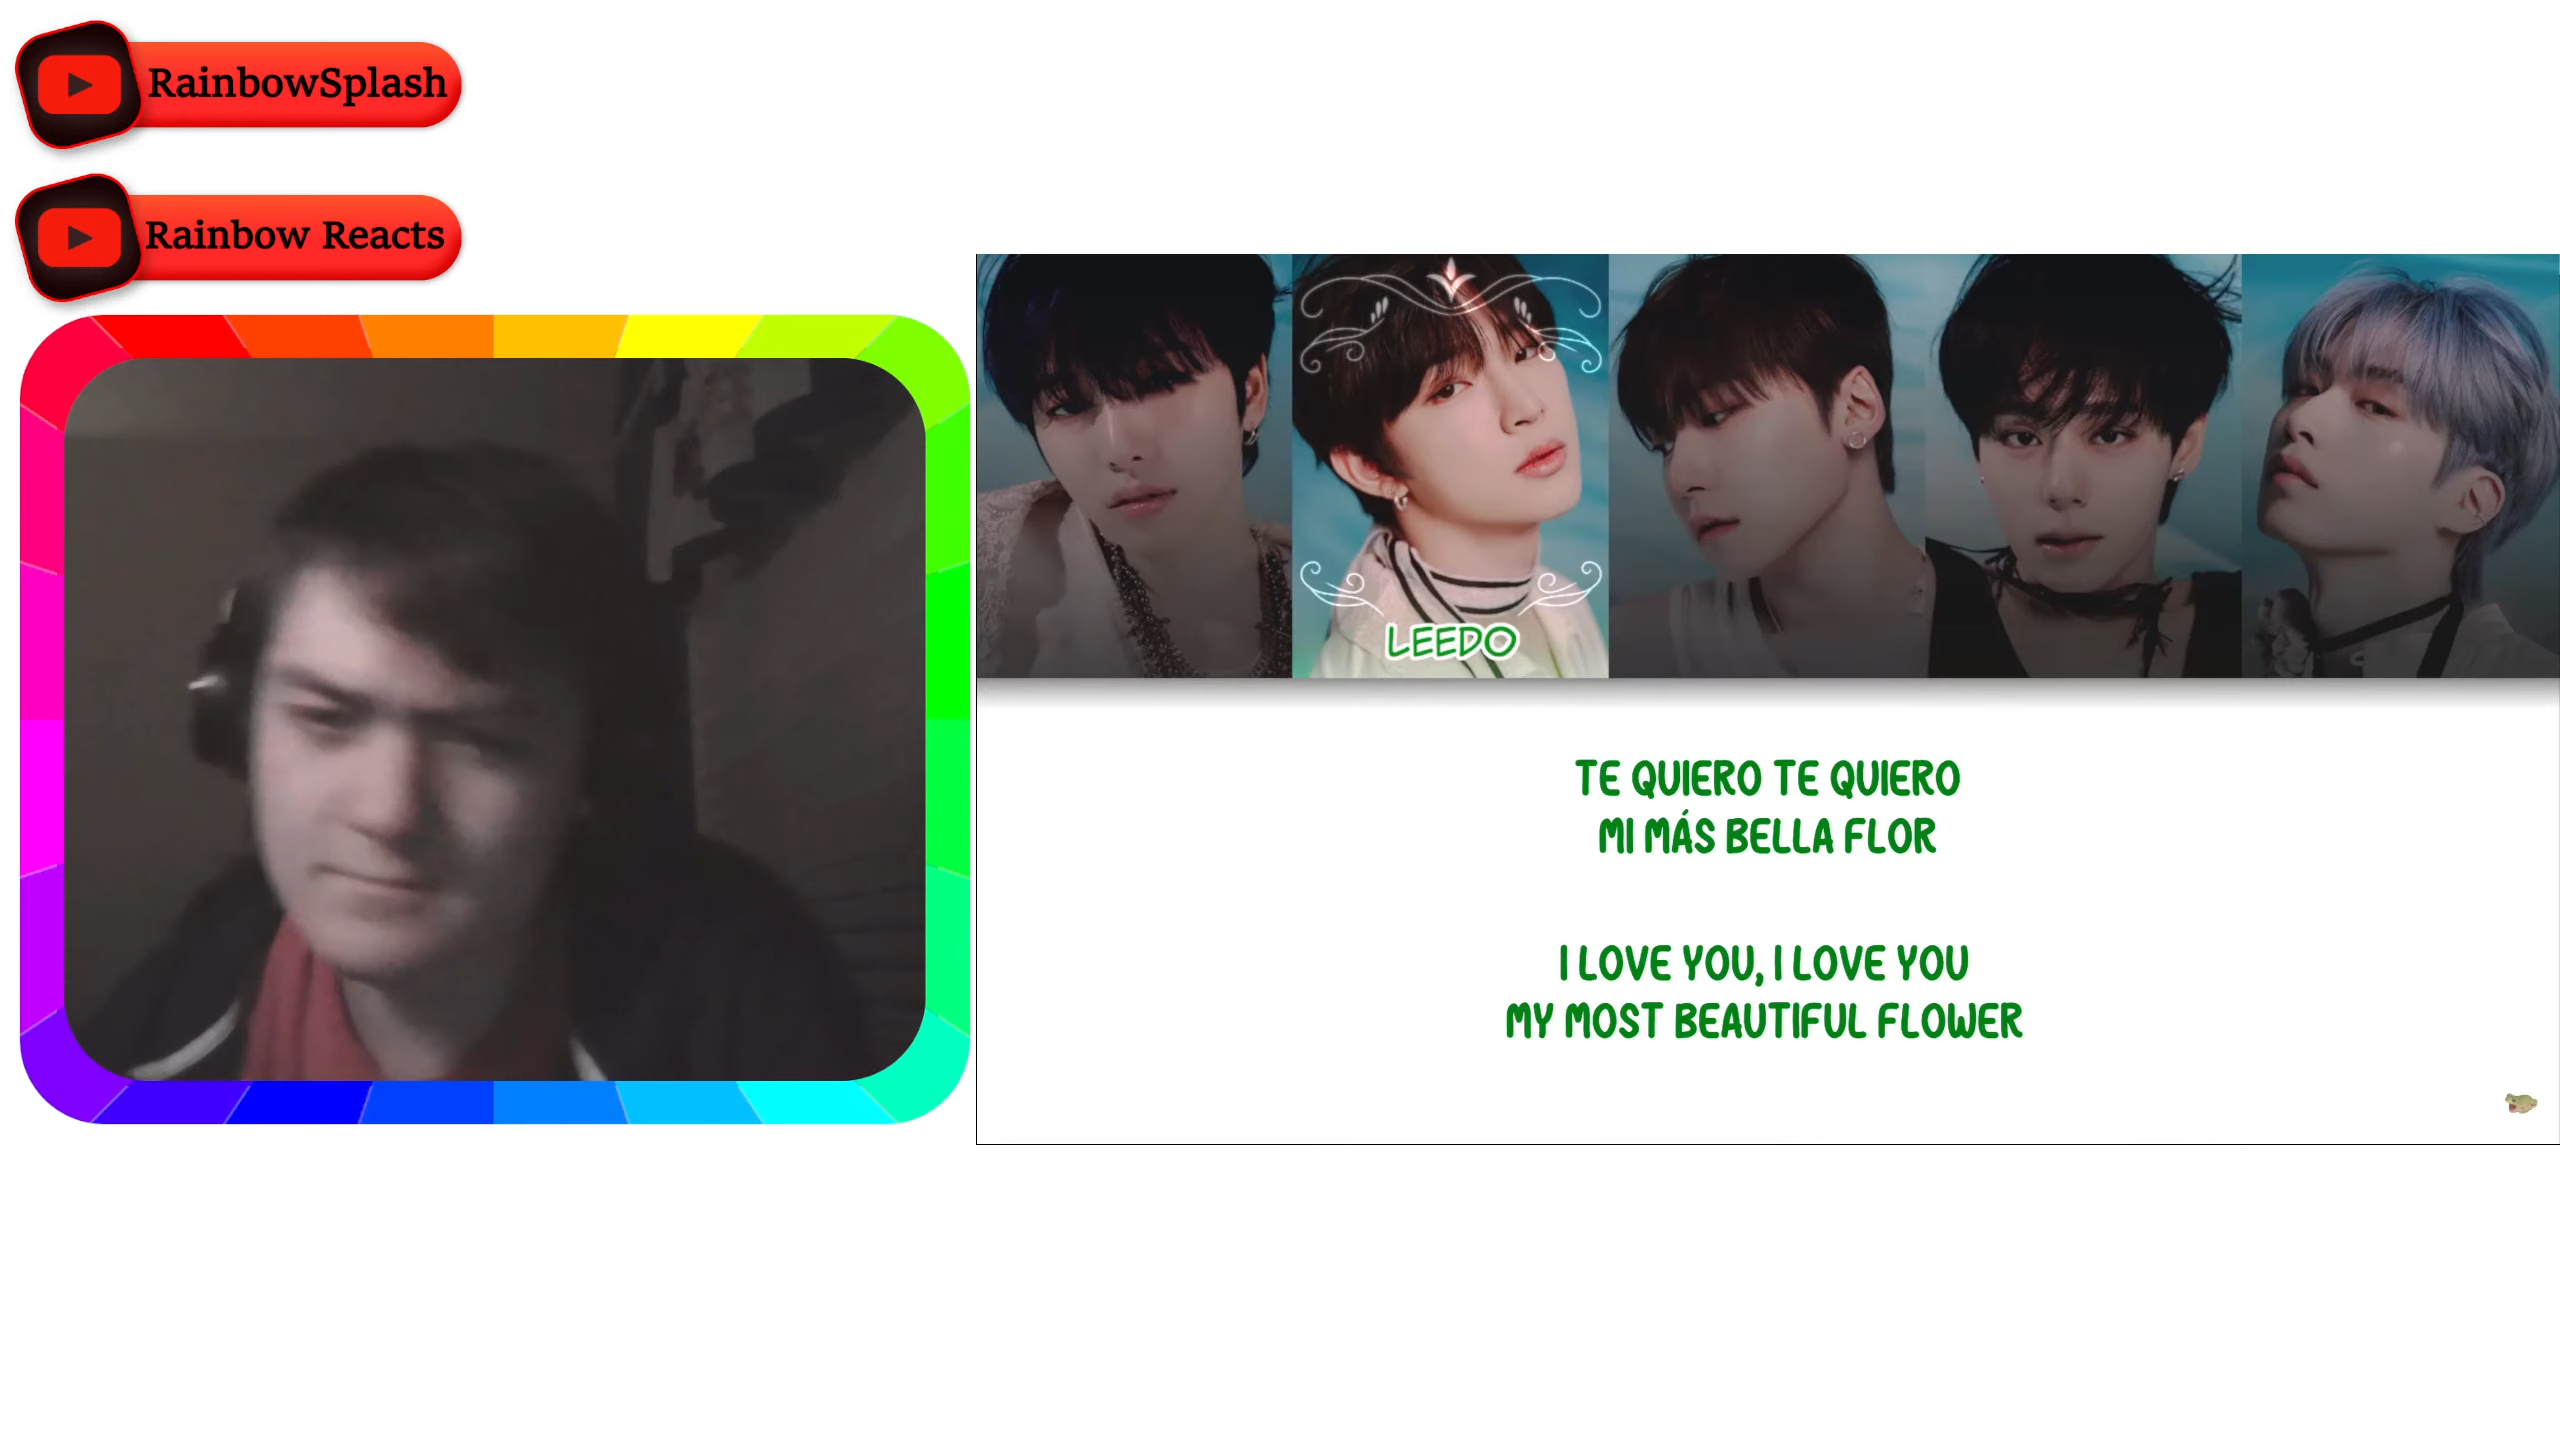 RainbowSplash
Rainbow Reacts
LEEDO
TE QUIERO TE QUIERO
MI MÁS BELLA FLOR
I LOVE YOU, I LOVE YOU
MY MOST BEAUTIFUL FLOWER